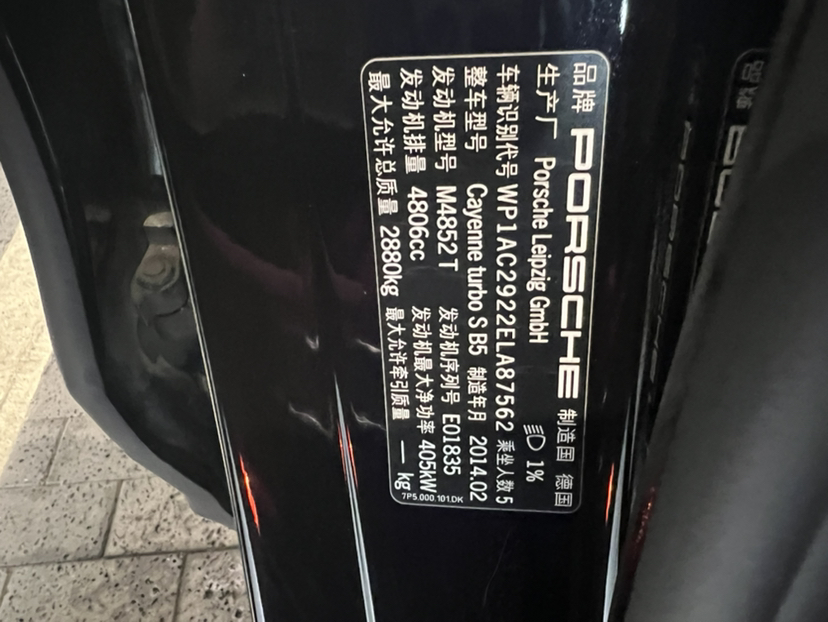 品牌 PORSCHE 制造国 德国
生产厂 Porsche Leipzig GmbH 1%
车辆识别代号 WP1AC2922ELA87562 乘坐人数 5
整车型号 Cayenne turbo S B5 制造年月 2014.02
发动机型号 M4852T 发动机序列号 E01835
发动机排量 4806cc 发动机最大净功率 405kW
最大允许总质量 2880kg 最大允许牵引质量 — kg
7P5.000.101.DK